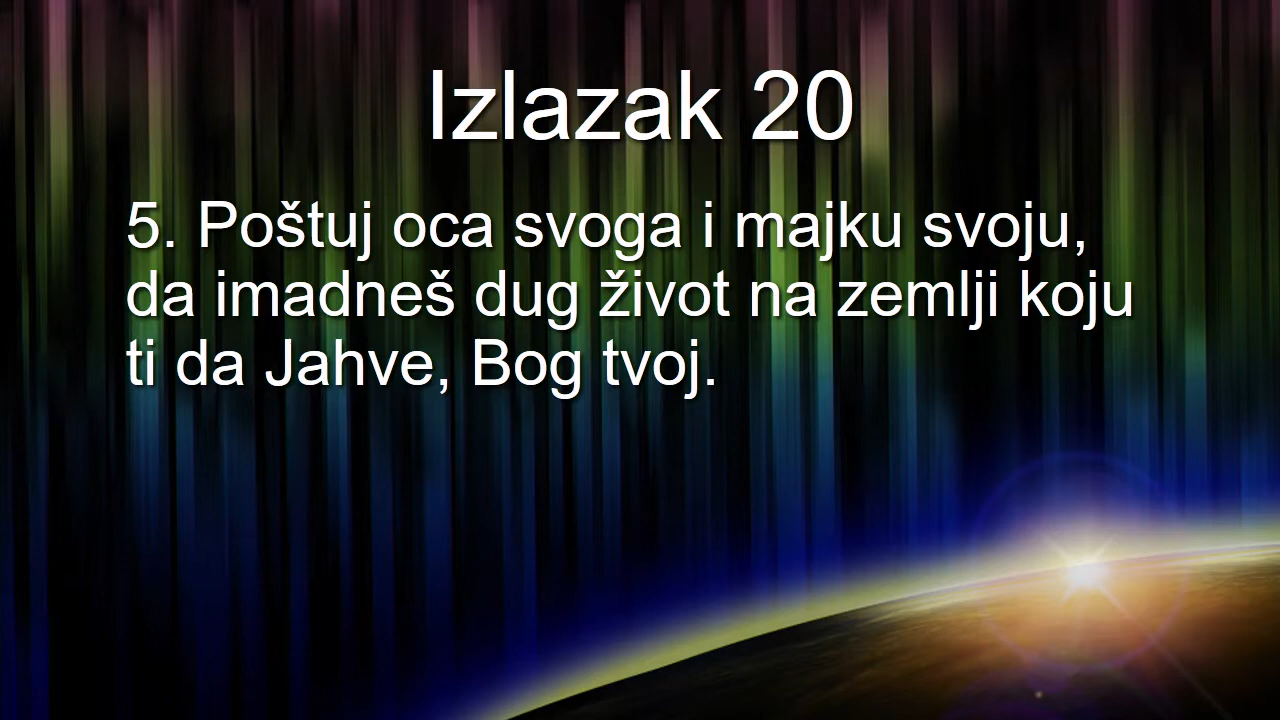 Izlazak 20
5. Poštuj oca svoga i majku svoju,
da imadneš dug život na zemlji koju
ti da Jahve, Bog tvoj.